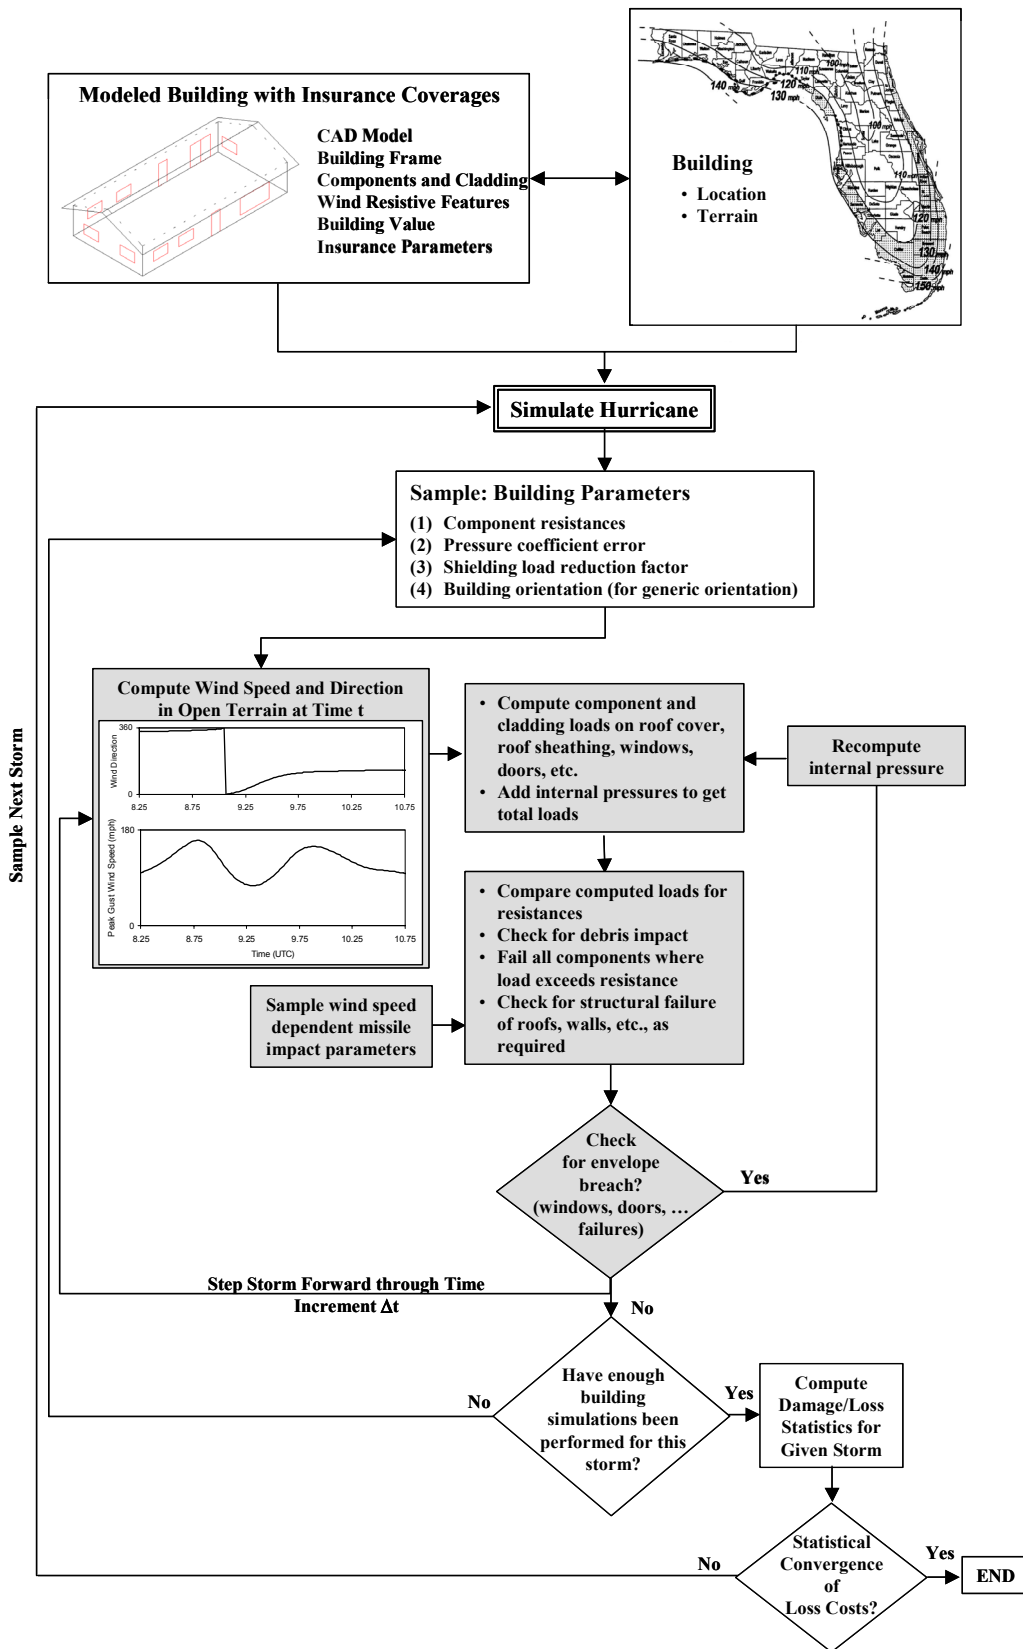 Modeled Building with Insurance Coverages
CAD Model
Building Frame
Components and Cladding
Wind Resistive Features
Building Value
Insurance Parameters
Building
• Location
• Terrain
100 mph
110 mph
120 mph
130 mph
140 mph
100 mph
110 mph
120 mph
130 mph
140 mph
150 mph
Simulate Hurricane
Sample: Building Parameters
(1) Component resistances
(2) Pressure coefficient error
(3) Shielding load reduction factor
(4) Building orientation (for generic orientation)
Sample Next Storm
Compute Wind Speed and Direction
in Open Terrain at Time t
360
Wind Direction
0
8.25 8.75 9.25 9.75 10.25 10.75
180
Peak Gust Wind Speed (mph)
0
8.25 8.75 9.25 9.75 10.25 10.75
Time (UTC)
• Compute component and
cladding loads on roof cover,
roof sheathing, windows,
doors, etc.
• Add internal pressures to get
total loads
Recompute
internal pressure
• Compare computed loads for
resistances
• Check for debris impact
• Fail all components where
load exceeds resistance
• Check for structural failure
of roofs, walls, etc., as
required
Sample wind speed
dependent missile
impact parameters
Check
for envelope
breach?
(windows, doors, …
failures)
Yes
Step Storm Forward through Time
Increment Δt
No
Have enough
building
simulations been
performed for this
storm?
No
Yes
Compute
Damage/Loss
Statistics for
Given Storm
Statistical
Convergence
of
Loss Costs?
No
Yes
END